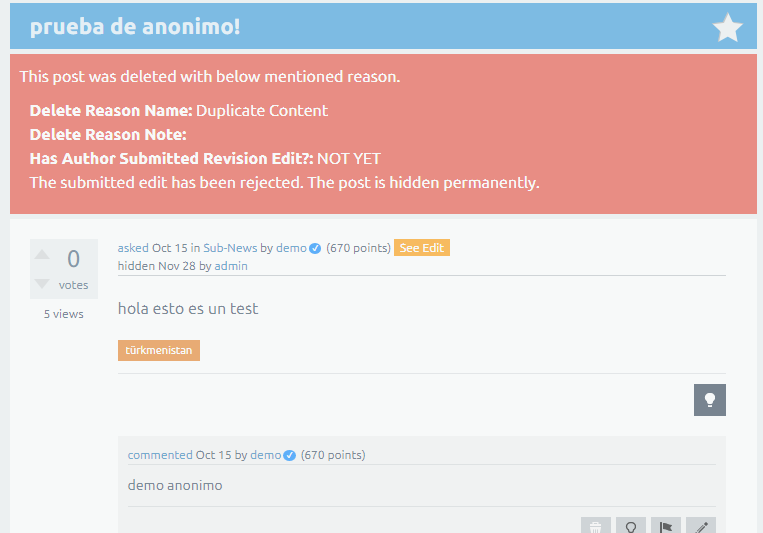 prueba de anonimo!
This post was deleted with below mentioned reason.
Delete Reason Name: Duplicate Content
Delete Reason Note:
Has Author Submitted Revision Edit?: NOT YET
The submitted edit has been rejected. The post is hidden permanently.
0
votes
5 views
asked Oct 15 in Sub-News by demo (670 points) See Edit
hidden Nov 28 by admin
hola esto es un test
türkmenistan
commented Oct 15 by demo (670 points)
demo anonimo